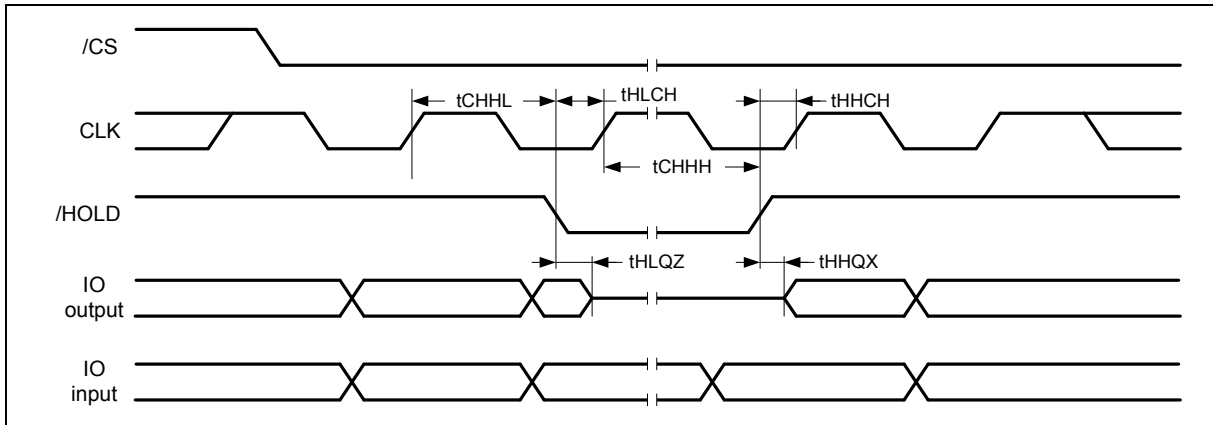 /CS
tCHHL
tHLCH
tHHCH
CLK
tCHHH
/HOLD
tHLQZ
tHHQX
IO
output
IO
input